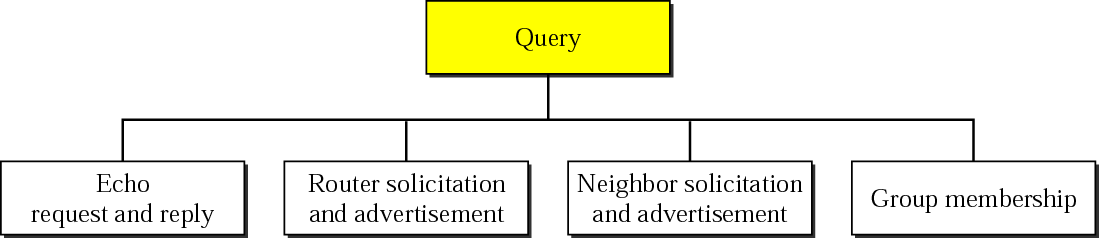 Query
Echo
request and reply
Router solicitation
and advertisement
Neighbor solicitation
and advertisement
Group membership